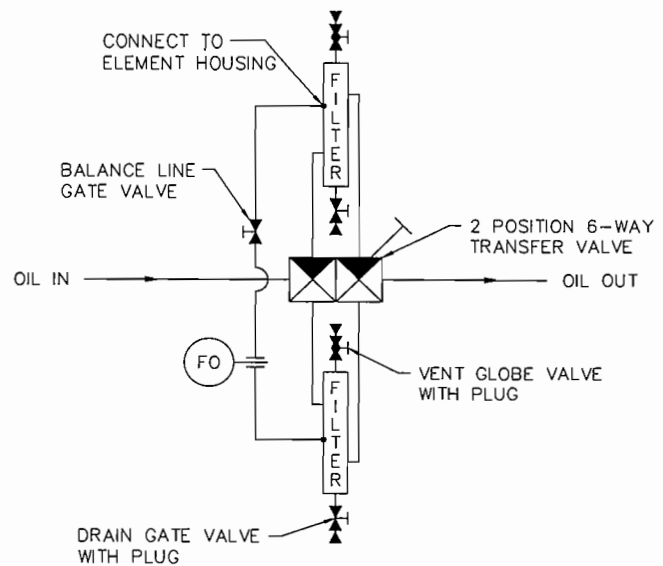 CONNECT TO
ELEMENT HOUSING
FILTER
BALANCE LINE
GATE VALVE
2 POSITION 6-WAY
TRANSFER VALVE
OIL IN
OIL OUT
FO
VENT GLOBE VALVE
WITH PLUG
FILTER
DRAIN GATE VALVE
WITH PLUG